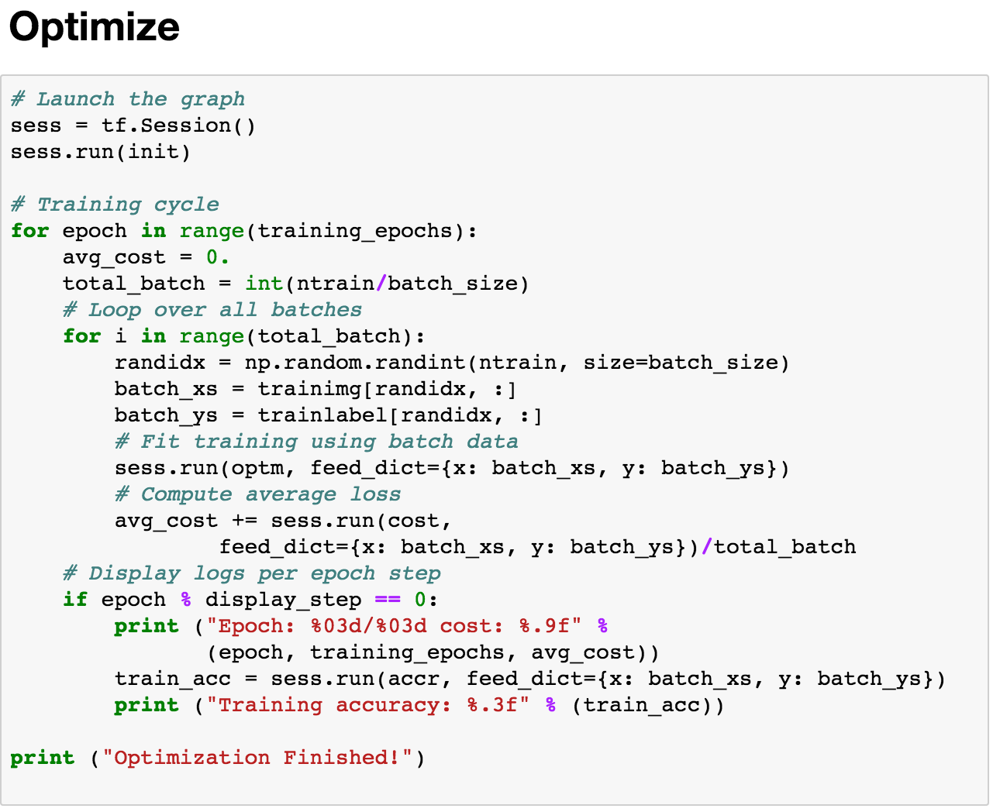 Optimize
# Launch the graph
sess = tf.Session()
sess.run(init)

# Training cycle
for epoch in range(training_epochs):
    avg_cost = 0.
    total_batch = int(ntrain/batch_size)
    # Loop over all batches
    for i in range(total_batch):
        randidx = np.random.randint(ntrain, size=batch_size)
        batch_xs = trainimg[randidx, :]
        batch_ys = trainlabel[randidx, :]
        # Fit training using batch data
        sess.run(optm, feed_dict={x: batch_xs, y: batch_ys})
        # Compute average loss
        avg_cost += sess.run(cost,
                feed_dict={x: batch_xs, y: batch_ys})/total_batch
    # Display logs per epoch step
    if epoch % display_step == 0:
        print ("Epoch: %03d/%03d cost: %.9f" %
               (epoch, training_epochs, avg_cost))
        train_acc = sess.run(accr, feed_dict={x: batch_xs, y: batch_ys})
        print ("Training accuracy: %.3f" % (train_acc))

print ("Optimization Finished!")